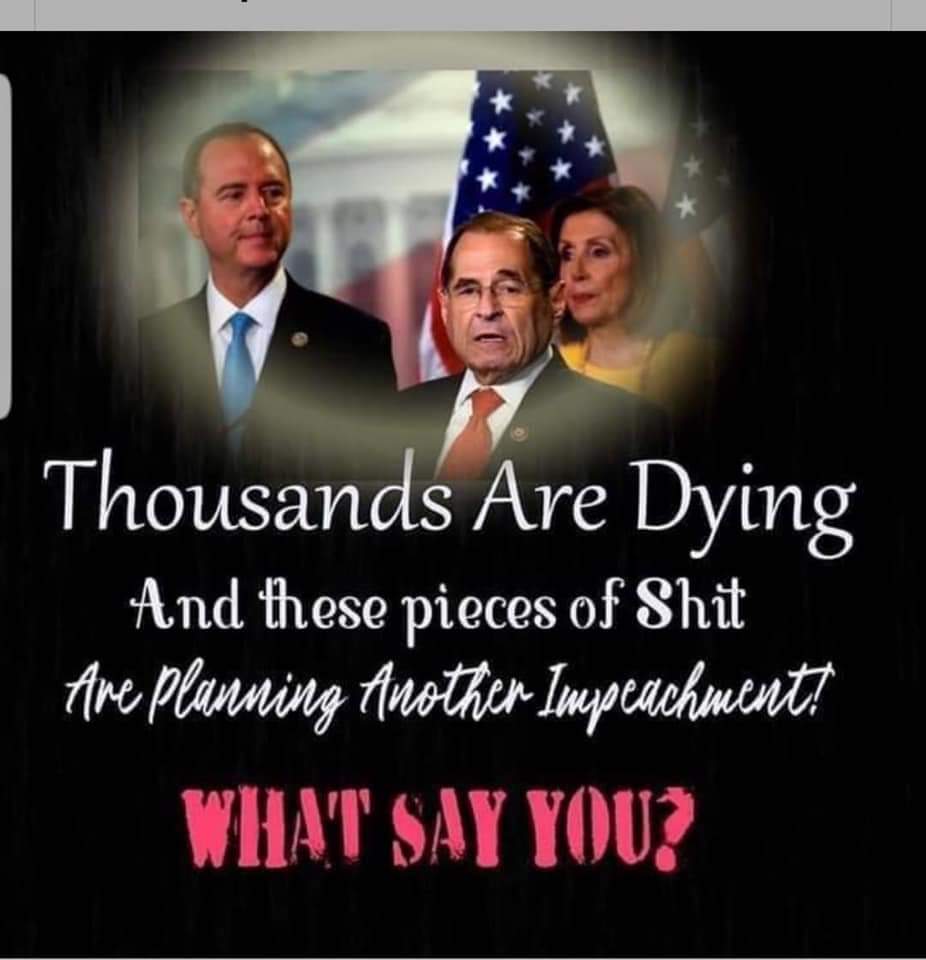 Thousands Are Dying
And these pieces of Shit
Are Planning Another Impeachment!
WHAT SAY YOU?